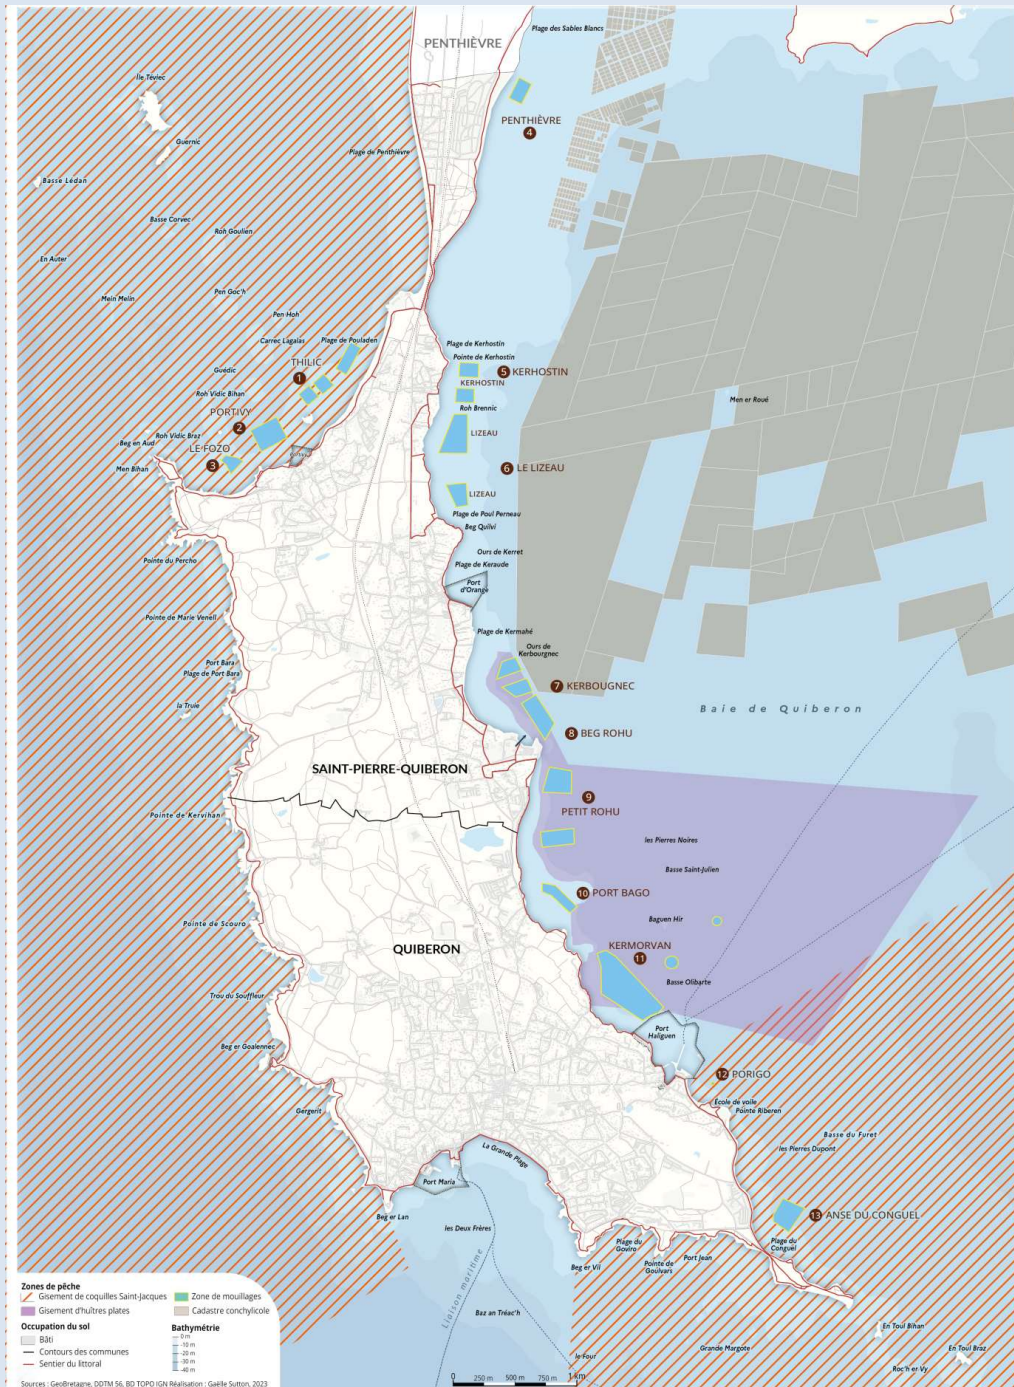 Plage des Sables Blancs
PENTHIÈVRE
Ile Téviec
PENTHIÈVRE
4
Guernic
Plage de Penthièvre
Basse Lédan
Basse Corvec
Roh Goulien
En Auter
Pen Goc'h
Mein Melin
Pen Hoh
Carrec Lagalas
Plage de Pouladen
Plage de Kerhostin
Pointe de Kerhostin
THILIC
1
Guédic
5 KERHOSTIN
KERHOSTIN
Roh Vidic Bihan
Men er Roué
Roh Brennic
PORTIVY
2
Roh Vidic Braz
LIZEAU
Beg en Aud
LE FOZO
3
Men Bihan
6 LE LIZEAU
LIZEAU
Plage de Poul Perneau
Beg Quilvi
Ours de Kerret
Pointe du Percho
Plage de Keraude
Port
d'Orange
Pointe de Marie Venell
Plage de Kermahé
Ours de
Kerbourgnec
Port Bara
Plage de Port Bara
7 KERBOUGNEC
la Truie
Baie de Quiberon
8 BEG ROHU
SAINT-PIERRE-QUIBERON
9
PETIT ROHU
Pointe de Kervihan
les Pierres Noires
Basse Saint-Julien
10 PORT BAGO
Baguen Hir
Pointe de Scouro
QUIBERON
KERMORVAN
11
Basse Olibarte
Trou du Souffleur
Port
Haliguen
Beg er Goalennec
12 PORIGO
Ecole de voile
Pointe Riberen
Gergerit
Basse du Furet
les Pierres Dupont
La Grande Plage
Port Maria
Beg er Lan
13 ANSE DU CONGUEL
les Deux Frères
Plage du
Conguel
Plage du
Goviro
Pointe de
Goulvars
Port Jean
Beg er Vil
Liaison maritime
Baz an Tréac'h
En Toul Bihan
Grande Margote
En Toul Braz
le Four
Roc'h er Vy
Zones de pêche
Gisement de coquilles Saint-Jacques
Zone de mouillages
Gisement d'huîtres plates
Cadastre conchylicole
Occupation du sol
Bâti
Contours des communes
Sentier du littoral
Bathymétrie
0 m
-10 m
-20 m
-30 m
-40 m
0 250 m 500 m 750 m 1 km
Sources : GeoBretagne, DDTM 56, BD TOPO IGN Réalisation : Gaëlle Sutton, 2023